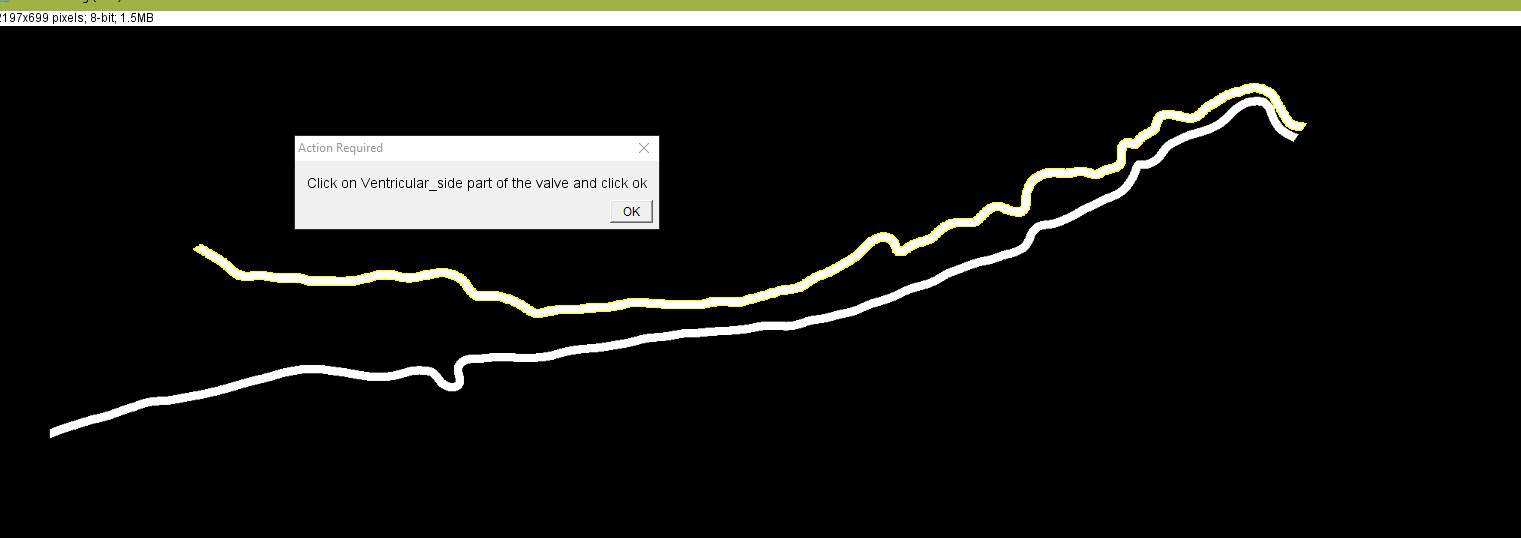 2197x699 pixels; 8-bit; 1.5MB
Action Required
Click on Ventricular_side part of the valve and click ok
OK